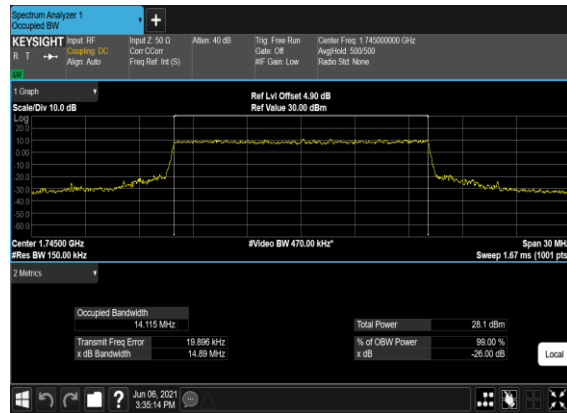 Spectrum Analyzer 1
Occupied BW
KEYSIGHT
R T
Input: RF
Coupling: DC
Align: Auto
Input Z: 50 Ω
Corr CCorr
Freq Ref: Int (S)
Atten: 40 dB
Trig: Free Run
Gate: Off
#IF Gain: Low
Center Freq: 1.745000000 GHz
Avg|Hold: 500/500
Radio Std: None
1 Graph
Scale/Div 10.0 dB
Ref Lvl Offset 4.90 dB
Ref Value 30.00 dBm
Log
20.0
10.0
0.00
-10.0
-20.0
-30.0
-40.0
-50.0
-60.0
Center 1.74500 GHz
#Res BW 150.00 kHz
#Video BW 470.00 kHz*
Span 30 MHz
Sweep 1.67 ms (1001 pts)
2 Metrics
Occupied Bandwidth
14.115 MHz
Total Power 28.1 dBm
Transmit Freq Error 19.896 kHz
% of OBW Power 99.00 %
x dB Bandwidth 14.89 MHz
x dB -26.00 dB
Local
Jun 06, 2021
3:35:14 PM